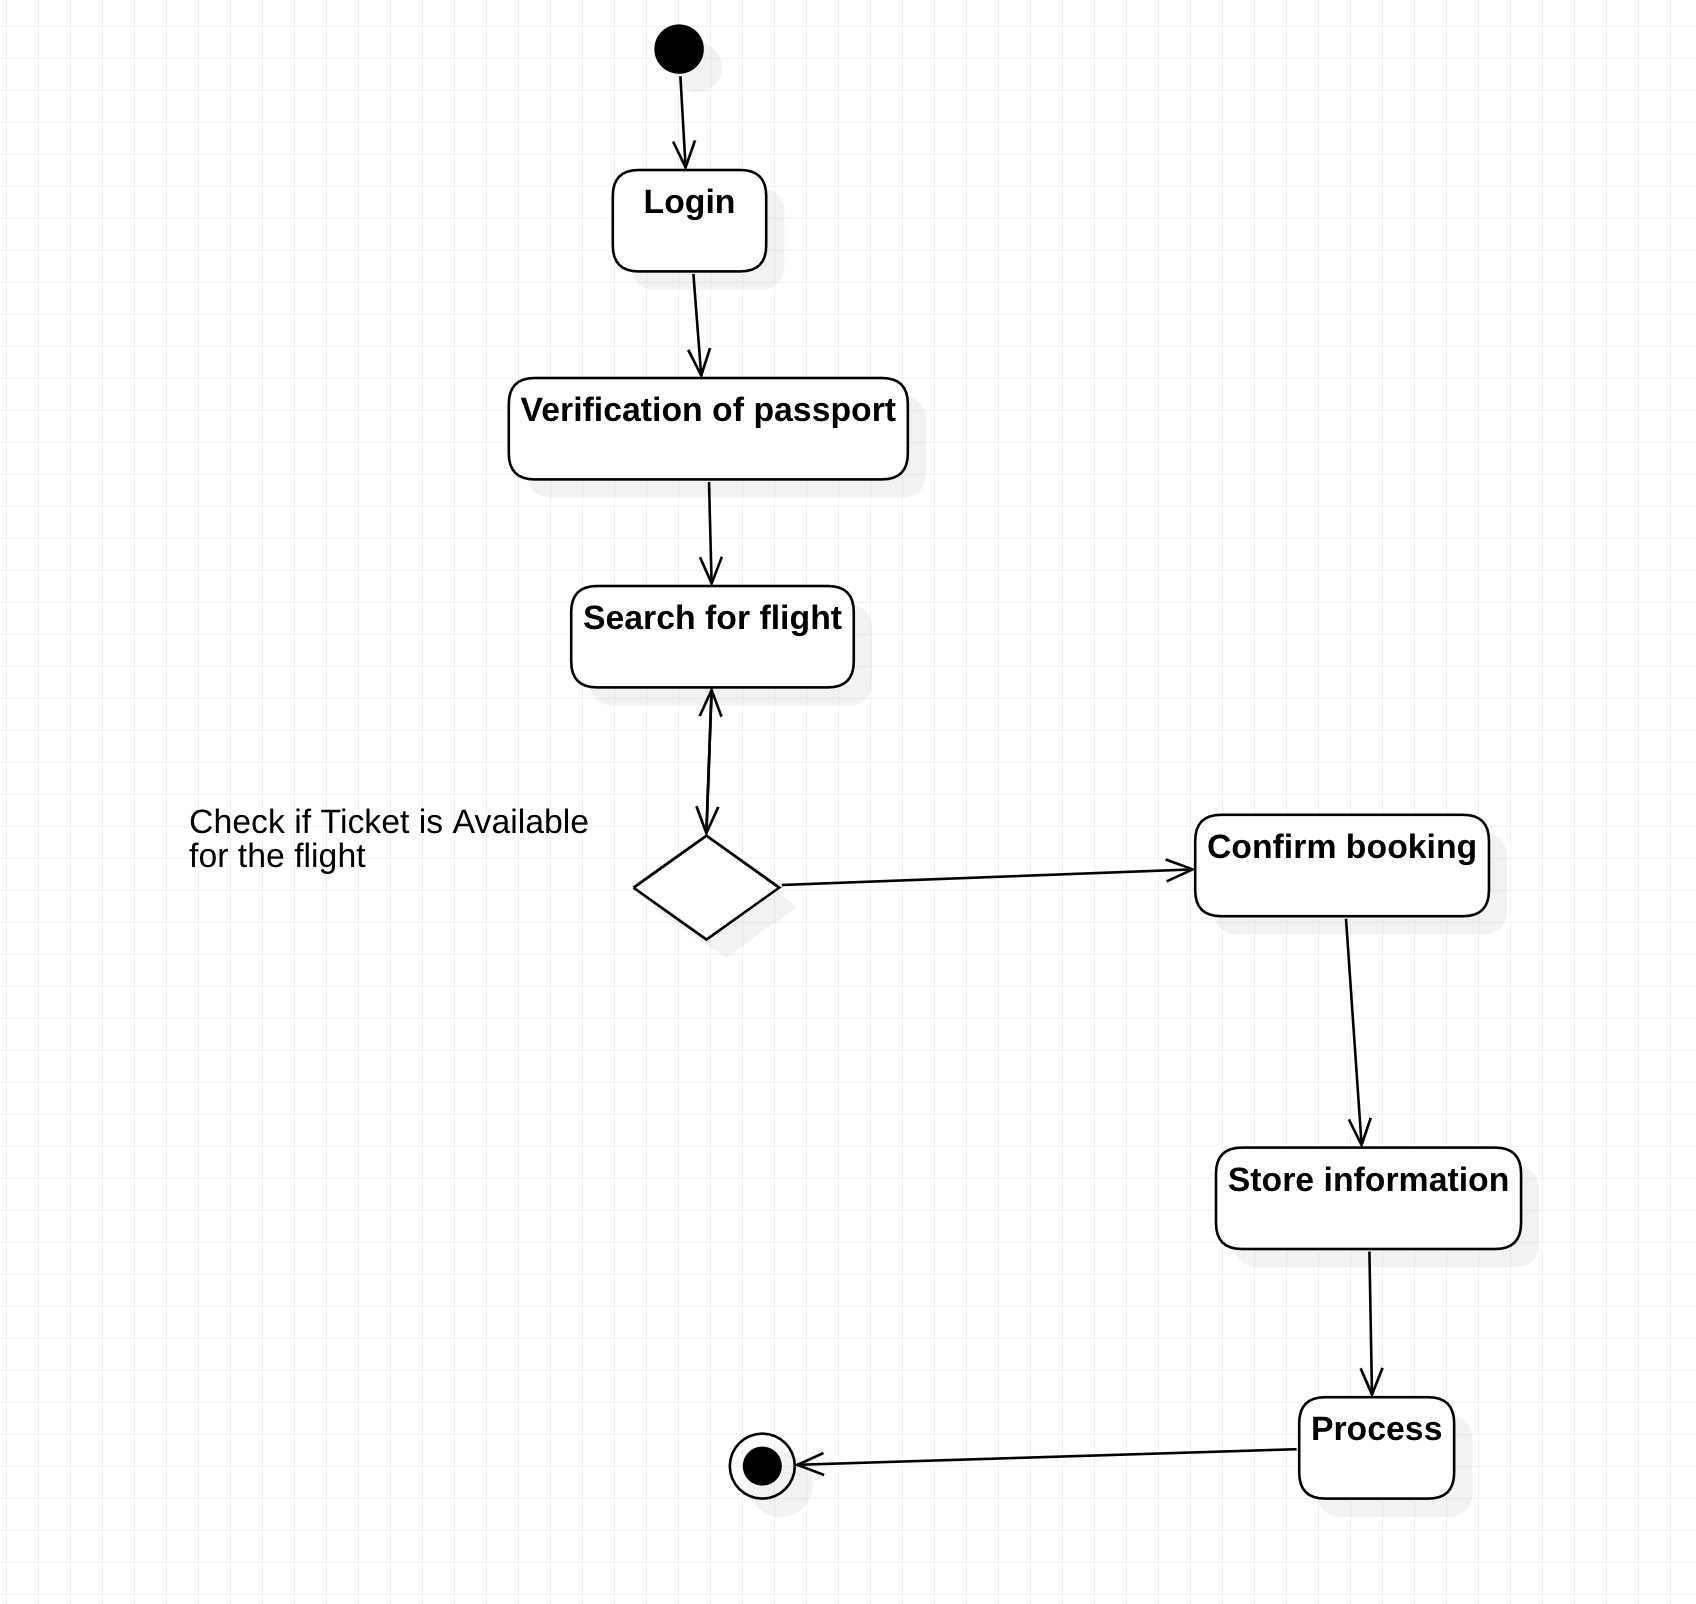 Login
Verification of passport
Search for flight
Check if Ticket is Available
for the flight
Confirm booking
Store information
Process